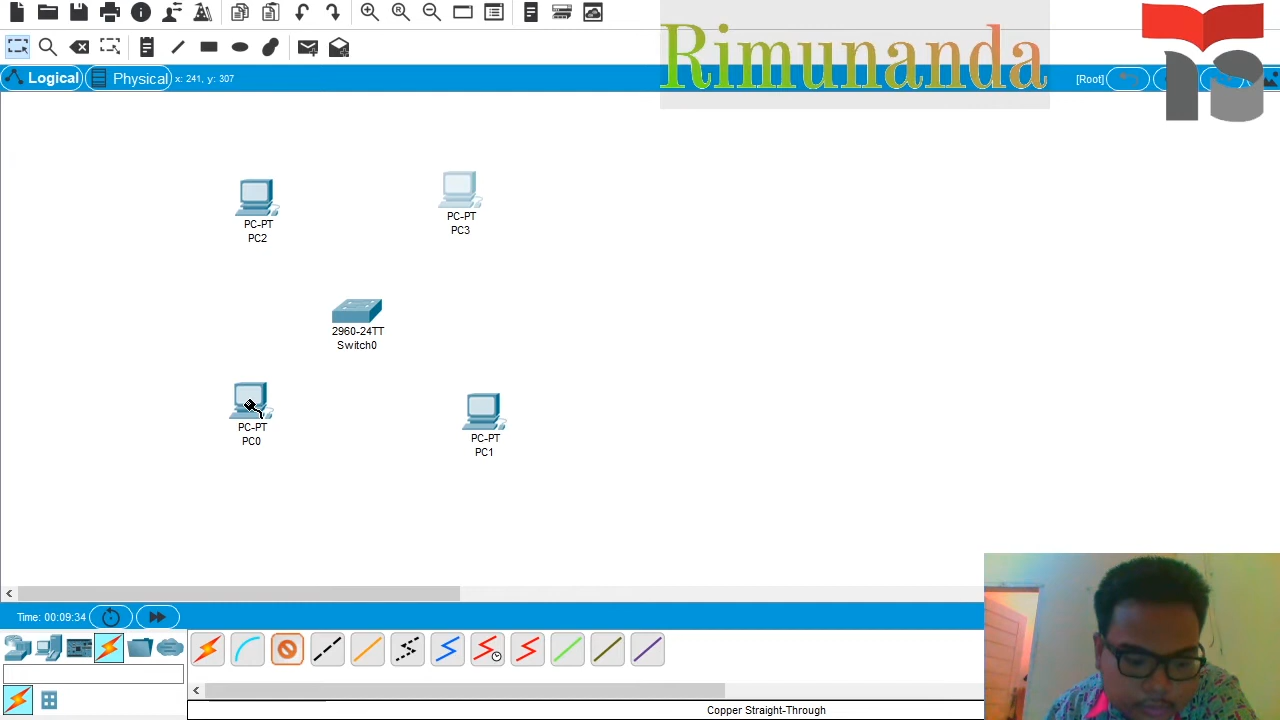 Rimunanda
Logical
Physical
x: 241, y: 307
[Root]
PC-PT
PC2
PC-PT
PC3
2960-24TT
Switch0
PC-PT
PC0
PC-PT
PC1
Time: 00:09:34
Copper Straight-Through